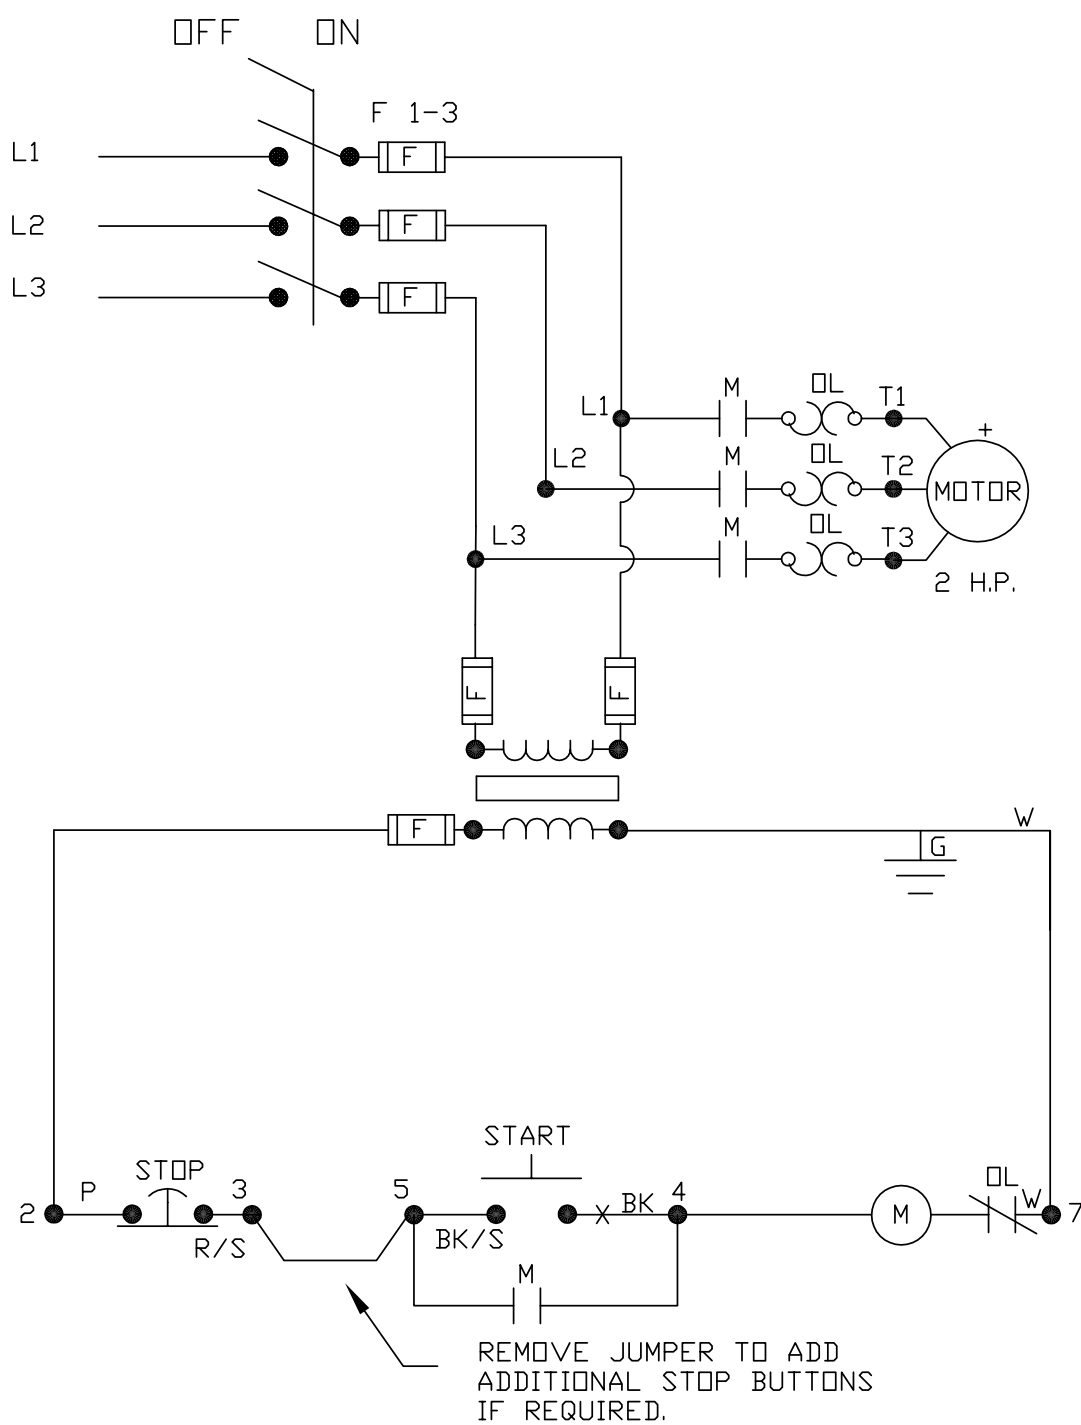 OFF ON
F 1-3
L1 F
L2 F
L3 F
M OL T1
L1
+
L2 M OL T2
MOTOR
L3 M OL T3
2 H.P.
F F
F W
G
START
STOP OL
2 P 3 5 BK 4 M W 7
R/S BK/S
M
REMOVE JUMPER TO ADD
ADDITIONAL STOP BUTTONS
IF REQUIRED.